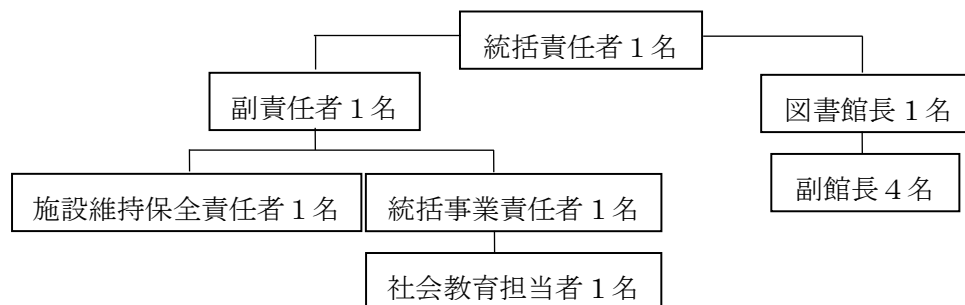 統括責任者１名
副責任者１名
図書館長１名
副館長４名
施設維持保全責任者１名
統括事業責任者１名
社会教育担当者１名